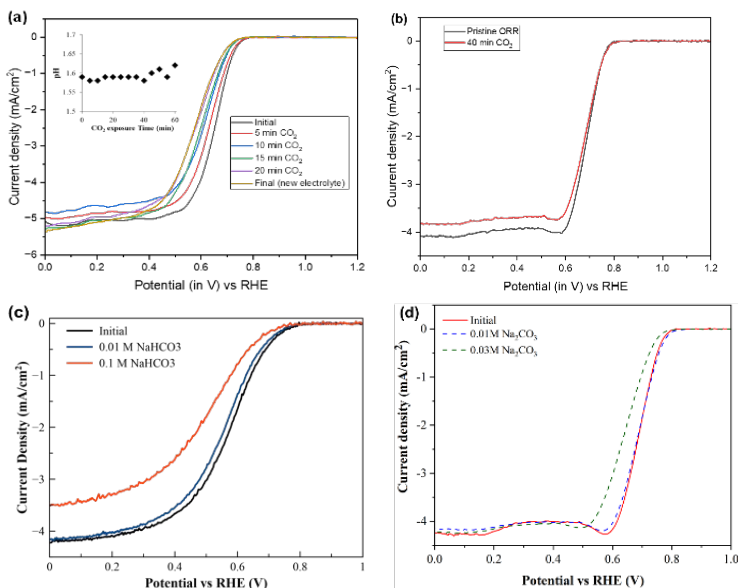 (a)
Current density (mA/cm²)
0
−1
−2
−3
−4
−5
−6
0.0 0.2 0.4 0.6 0.8 1.0 1.2
Potential (in V) vs RHE
pH
1.7
1.6
1.5
0 20 40 60
CO₂ exposure Time (min)
Initial
5 min CO₂
10 min CO₂
15 min CO₂
20 min CO₂
Final (new electrolyte)
(b)
Cuurent density (mA/cm²)
0
−1
−2
−3
−4
0.0 0.2 0.4 0.6 0.8 1.0 1.2
Potential (in V) vs RHE
Pristine ORR
40 min CO₂
(c)
Current Density (mA/cm²)
0
−1
−2
−3
−4
0 0.2 0.4 0.6 0.8 1
Potential vs RHE (V)
Initial
0.01 M NaHCO3
0.1 M NaHCO3
(d)
Current density (mA/cm²)
0
−1
−2
−3
−4
−5
0.0 0.2 0.4 0.6 0.8 1.0
Potential vs RHE (V)
Initial
0.01M Na₂CO₃
0.03M Na₂CO₃